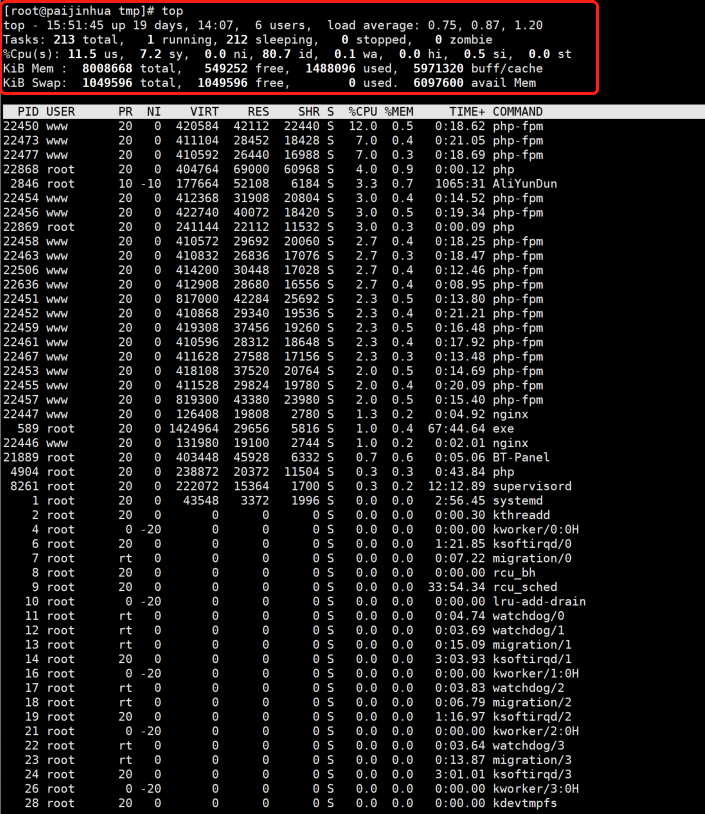 [root@paijinhua tmp]# top
top - 15:51:45 up 19 days, 14:07,  6 users,  load average: 0.75, 0.87, 1.20
Tasks: 213 total,   1 running, 212 sleeping,   0 stopped,   0 zombie
%Cpu(s): 11.5 us,  7.2 sy,  0.0 ni, 80.7 id,  0.1 wa,  0.0 hi,  0.5 si,  0.0 st
KiB Mem :  8008668 total,   549252 free,  1488096 used,  5971320 buff/cache
KiB Swap:  1049596 total,  1049596 free,        0 used.  6097600 avail Mem
PID USER      PR  NI    VIRT    RES    SHR S  %CPU %MEM     TIME+ COMMAND
22450 www       20   0  420584  42112  22440 S  12.0  0.5   0:18.62 php-fpm
22473 www       20   0  411104  28452  18428 S   7.0  0.4   0:21.05 php-fpm
22477 www       20   0  410592  26440  16988 S   7.0  0.3   0:18.69 php-fpm
22868 root      20   0  404764  69000  60968 S   4.0  0.9   0:00.12 php
2846 root      10 -10  177664  52108   6184 S   3.3  0.7   1065:31 AliYunDun
22454 www       20   0  412368  31908  20804 S   3.0  0.4   0:14.52 php-fpm
22456 www       20   0  422740  40072  18420 S   3.0  0.5   0:19.34 php-fpm
22869 root      20   0  241144  22112  11532 S   3.0  0.3   0:00.09 php
22458 www       20   0  410572  29692  20060 S   2.7  0.4   0:18.25 php-fpm
22463 www       20   0  410832  26836  17076 S   2.7  0.3   0:18.47 php-fpm
22506 www       20   0  414200  30448  17028 S   2.7  0.4   0:12.46 php-fpm
22636 www       20   0  412908  28680  16556 S   2.7  0.4   0:08.95 php-fpm
22451 www       20   0  817000  42284  25692 S   2.3  0.5   0:13.80 php-fpm
22452 www       20   0  410868  29340  19536 S   2.3  0.4   0:21.21 php-fpm
22459 www       20   0  419308  37456  19260 S   2.3  0.5   0:16.48 php-fpm
22461 www       20   0  410596  28312  18648 S   2.3  0.4   0:17.92 php-fpm
22467 www       20   0  411628  27588  17156 S   2.3  0.3   0:13.48 php-fpm
22453 www       20   0  418108  37520  20764 S   2.0  0.5   0:14.69 php-fpm
22455 www       20   0  411528  29824  19780 S   2.0  0.4   0:20.09 php-fpm
22457 www       20   0  819300  43380  23980 S   2.0  0.5   0:15.40 php-fpm
22447 www       20   0  126408  19808   2780 S   1.3  0.2   0:04.92 nginx
589 root      20   0 1424964  29656   5816 S   1.0  0.4  67:44.64 exe
22446 www       20   0  131980  19100   2744 S   1.0  0.2   0:02.01 nginx
21889 root      20   0  403448  45928   6332 S   0.7  0.6   0:05.06 BT-Panel
4904 root      20   0  238872  20372  11504 S   0.3  0.3   0:43.84 php
8261 root      20   0  222072  15364   1700 S   0.3  0.2  12:12.89 supervisord
1 root      20   0   43548   3372   1996 S   0.0  0.0   2:56.45 systemd
2 root      20   0       0      0      0 S   0.0  0.0   0:00.30 kthreadd
4 root       0 -20       0      0      0 S   0.0  0.0   0:00.00 kworker/0:0H
6 root      20   0       0      0      0 S   0.0  0.0   1:21.85 ksoftirqd/0
7 root      rt   0       0      0      0 S   0.0  0.0   0:07.22 migration/0
8 root      20   0       0      0      0 S   0.0  0.0   0:00.00 rcu_bh
9 root      20   0       0      0      0 S   0.0  0.0  33:54.34 rcu_sched
10 root       0 -20       0      0      0 S   0.0  0.0   0:00.00 lru-add-drain
11 root      rt   0       0      0      0 S   0.0  0.0   0:04.74 watchdog/0
12 root      rt   0       0      0      0 S   0.0  0.0   0:03.69 watchdog/1
13 root      rt   0       0      0      0 S   0.0  0.0   0:15.09 migration/1
14 root      20   0       0      0      0 S   0.0  0.0   3:03.93 ksoftirqd/1
16 root       0 -20       0      0      0 S   0.0  0.0   0:00.00 kworker/1:0H
17 root      rt   0       0      0      0 S   0.0  0.0   0:03.83 watchdog/2
18 root      rt   0       0      0      0 S   0.0  0.0   0:06.79 migration/2
19 root      20   0       0      0      0 S   0.0  0.0   1:16.97 ksoftirqd/2
21 root       0 -20       0      0      0 S   0.0  0.0   0:00.00 kworker/2:0H
22 root      rt   0       0      0      0 S   0.0  0.0   0:03.64 watchdog/3
23 root      rt   0       0      0      0 S   0.0  0.0   0:13.87 migration/3
24 root      20   0       0      0      0 S   0.0  0.0   3:01.01 ksoftirqd/3
26 root       0 -20       0      0      0 S   0.0  0.0   0:00.00 kworker/3:0H
28 root      20   0       0      0      0 S   0.0  0.0   0:00.00 kdevtmpfs